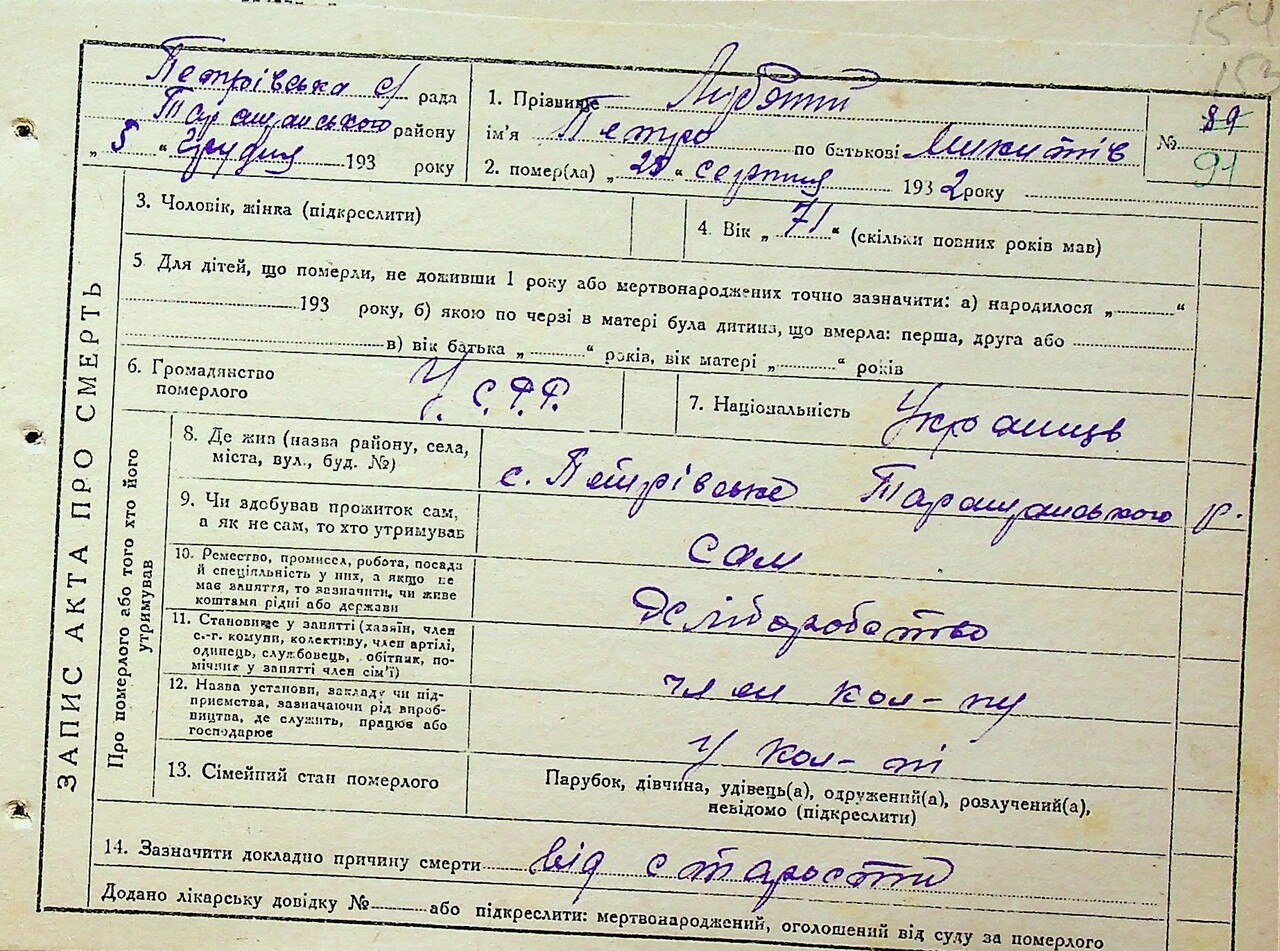 154
153
Петрівська с/ рада
Таращанського району
„ 5 “ Грудня 193 року
1. Прізвище
ім'я Петро по батькові Микитів
2. помер(ла) „ 28 “ серпня 1932 року
№ 89
91
ЗАПИС АКТА ПРО СМЕРТЬ
3. Чоловік, жінка (підкреслити)
4. Вік „ 71 “ (скільки повних років мав)
5 Для дітей, що померли, не доживши 1 року або мертвонароджених точно зазначити: а) народилося „ “
193 року, б) якою по черзі в матері була дитина, що вмерла: перша, друга або
в) вік батька „ “ років, вік матері „ “ років
6. Громадянство
померлого
У. С. Р. Р.
7. Національність Українців
Про померлого або того хто його
утримував
8. Де жив (назва району, села,
міста, вул., буд. №)
с. Петрівське Таращанського р.
9. Чи здобував прожиток сам,
а як не сам, то хто утримував
сам
10. Ремество, промисел, робота, посада
й спеціяльність у них, а якщо не
має заняття, то зазначити, чи живе
коштами рідні або держави
Хліборобство
11. Становище у занятті (хазяїн, член
с.-г. комуни, колективу, член артілі,
одинець, службовець, обітник, по-
мічник у занятті член сім'ї)
член кол-ву
12. Назва установи, закладу чи під-
приємства, зазначаючи рід вироб-
ництва, де служить, працює або
господарює
у кол-ті
13. Сімейний стан померлого
Парубок, дівчина, удівець(а), одружений(а), розлучений(а),
невідомо (підкреслити)
14. Зазначити докладно причину смерти від старости
Додано лікарську довідку № або підкреслити: мертвонароджений, оголошений від суду за померлого